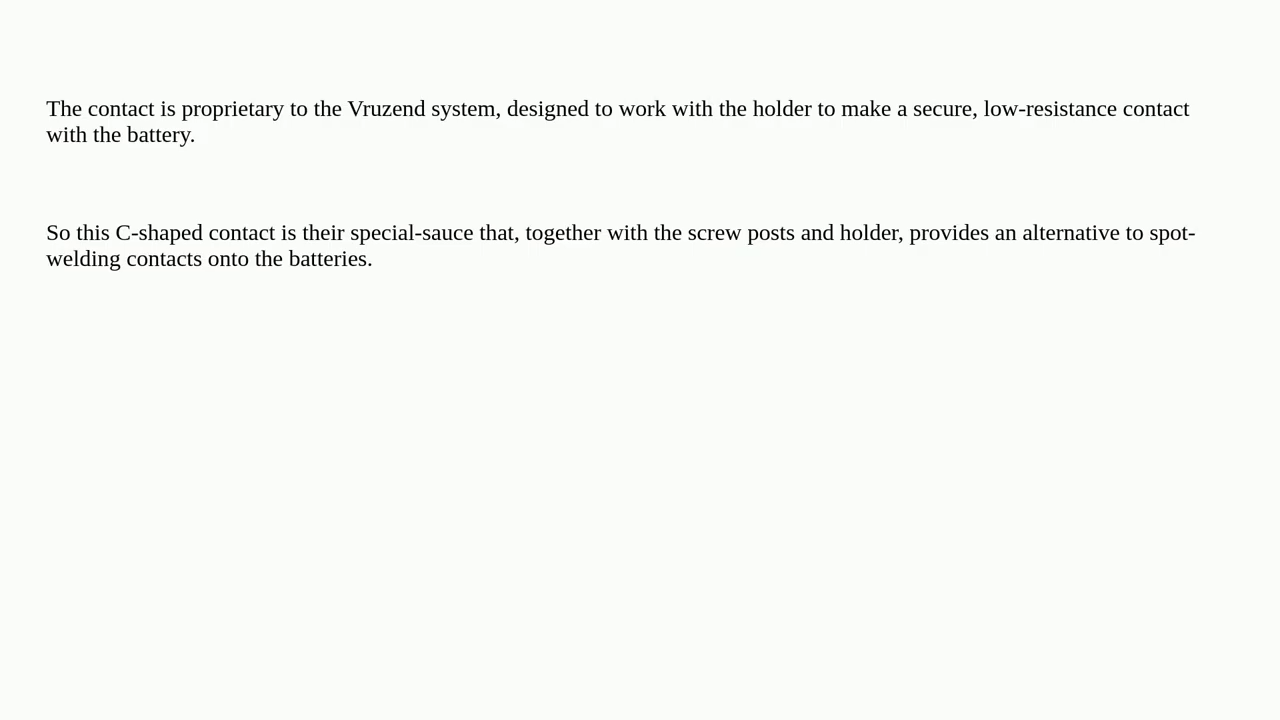 The contact is proprietary to the Vruzend system, designed to work with the holder to make a secure, low-resistance contact
with the battery.
So this C-shaped contact is their special-sauce that, together with the screw posts and holder, provides an alternative to spot-
welding contacts onto the batteries.